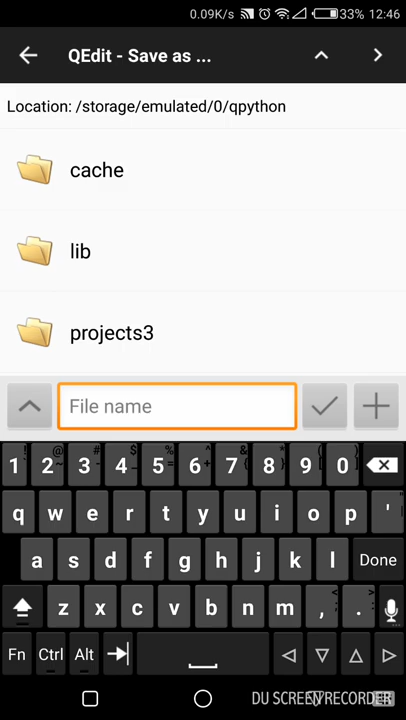 0.09K/s 33% 12:46
QEdit - Save as ...
Location: /storage/emulated/0/qpython
cache
lib
projects3
File name
1 2 3 4 5 6 7 8 9 0
q w e r t y u i o p '
a s d f g h j k l Done
z x c v b n m , .
Fn Ctrl Alt
DU SCREEN RECORDER